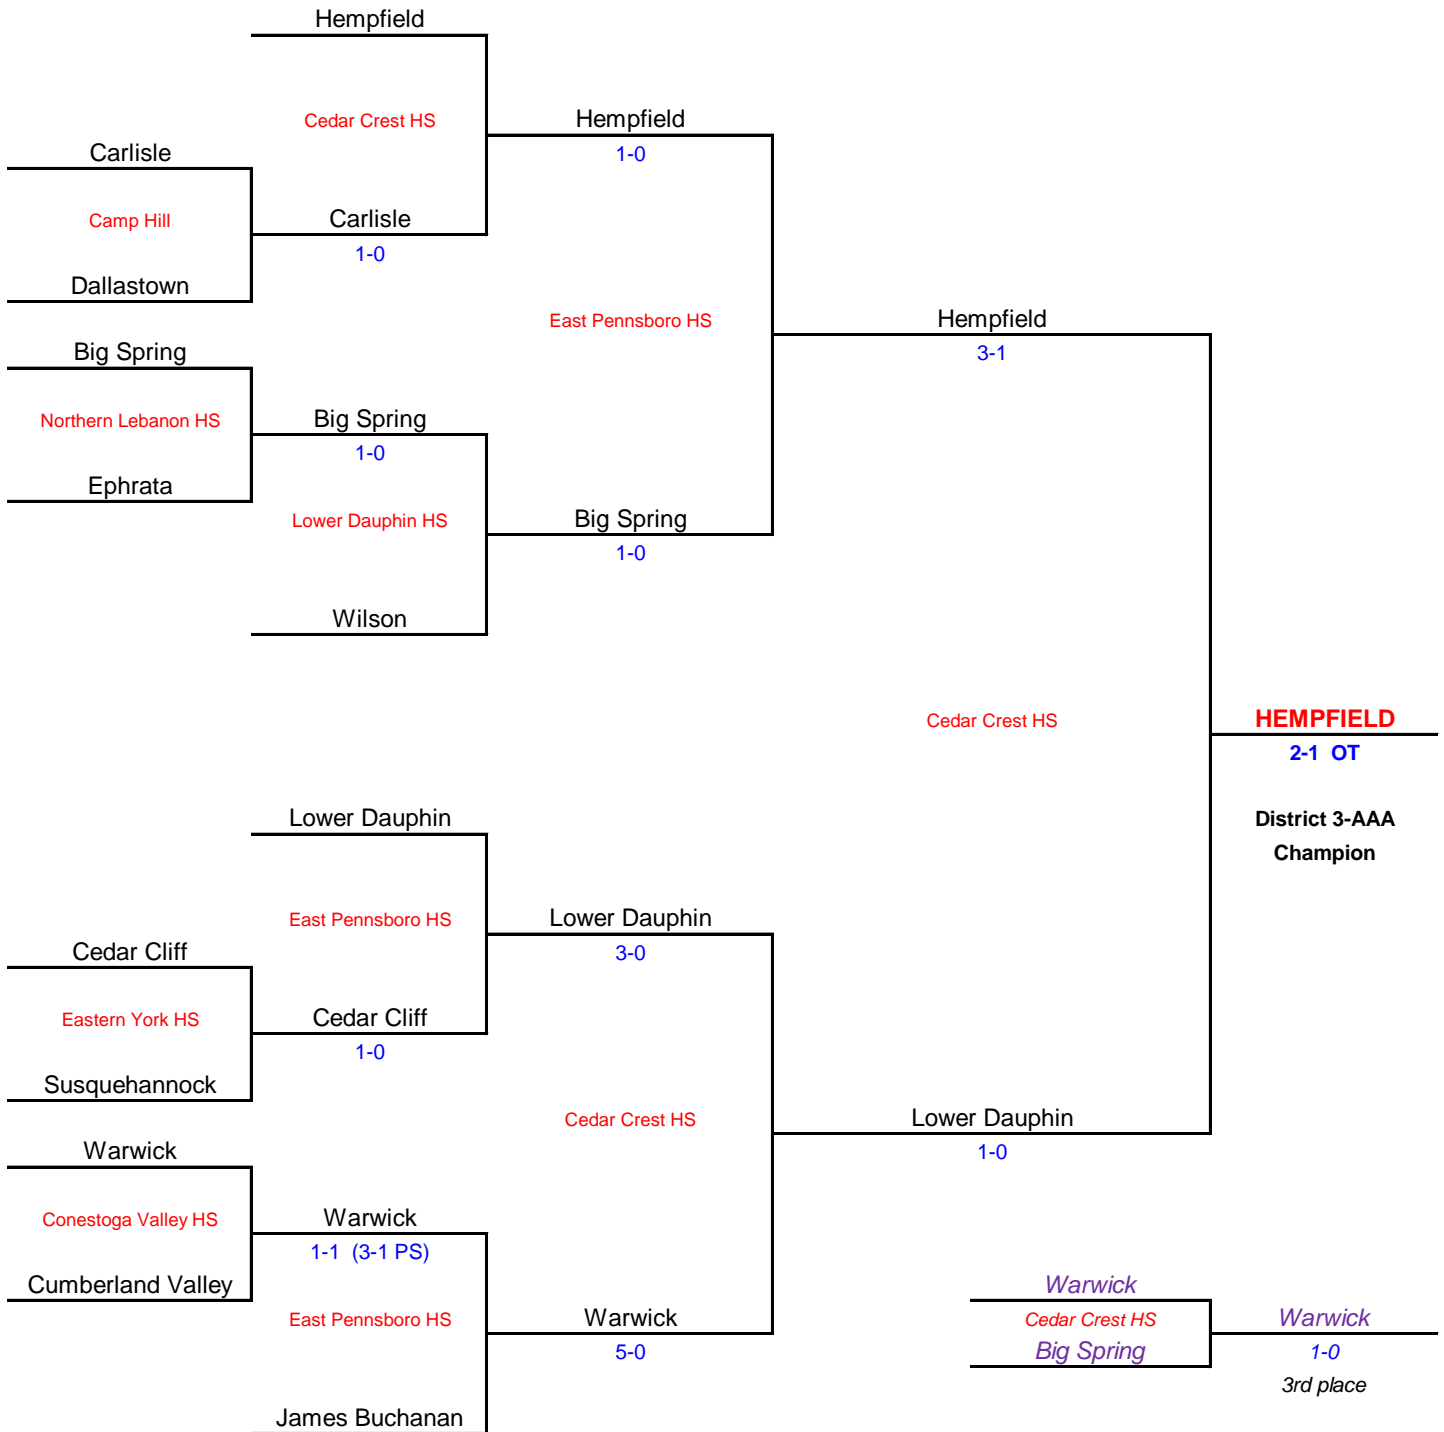 Hempfield
Cedar Crest HS
Hempfield
1-0
Carlisle
Camp Hill
Carlisle
1-0
Dallastown
East Pennsboro HS
Hempfield
3-1
Big Spring
Northern Lebanon HS
Big Spring
1-0
Ephrata
Lower Dauphin HS
Big Spring
1-0
Wilson
Cedar Crest HS
HEMPFIELD
2-1 OT
District 3-AAA
Champion
Lower Dauphin
East Pennsboro HS
Lower Dauphin
3-0
Cedar Cliff
Eastern York HS
Cedar Cliff
1-0
Susquehannock
Cedar Crest HS
Lower Dauphin
1-0
Warwick
Conestoga Valley HS
Warwick
1-1 (3-1 PS)
Cumberland Valley
East Pennsboro HS
Warwick
5-0
James Buchanan
Warwick
Cedar Crest HS
Big Spring
Warwick
1-0
3rd place